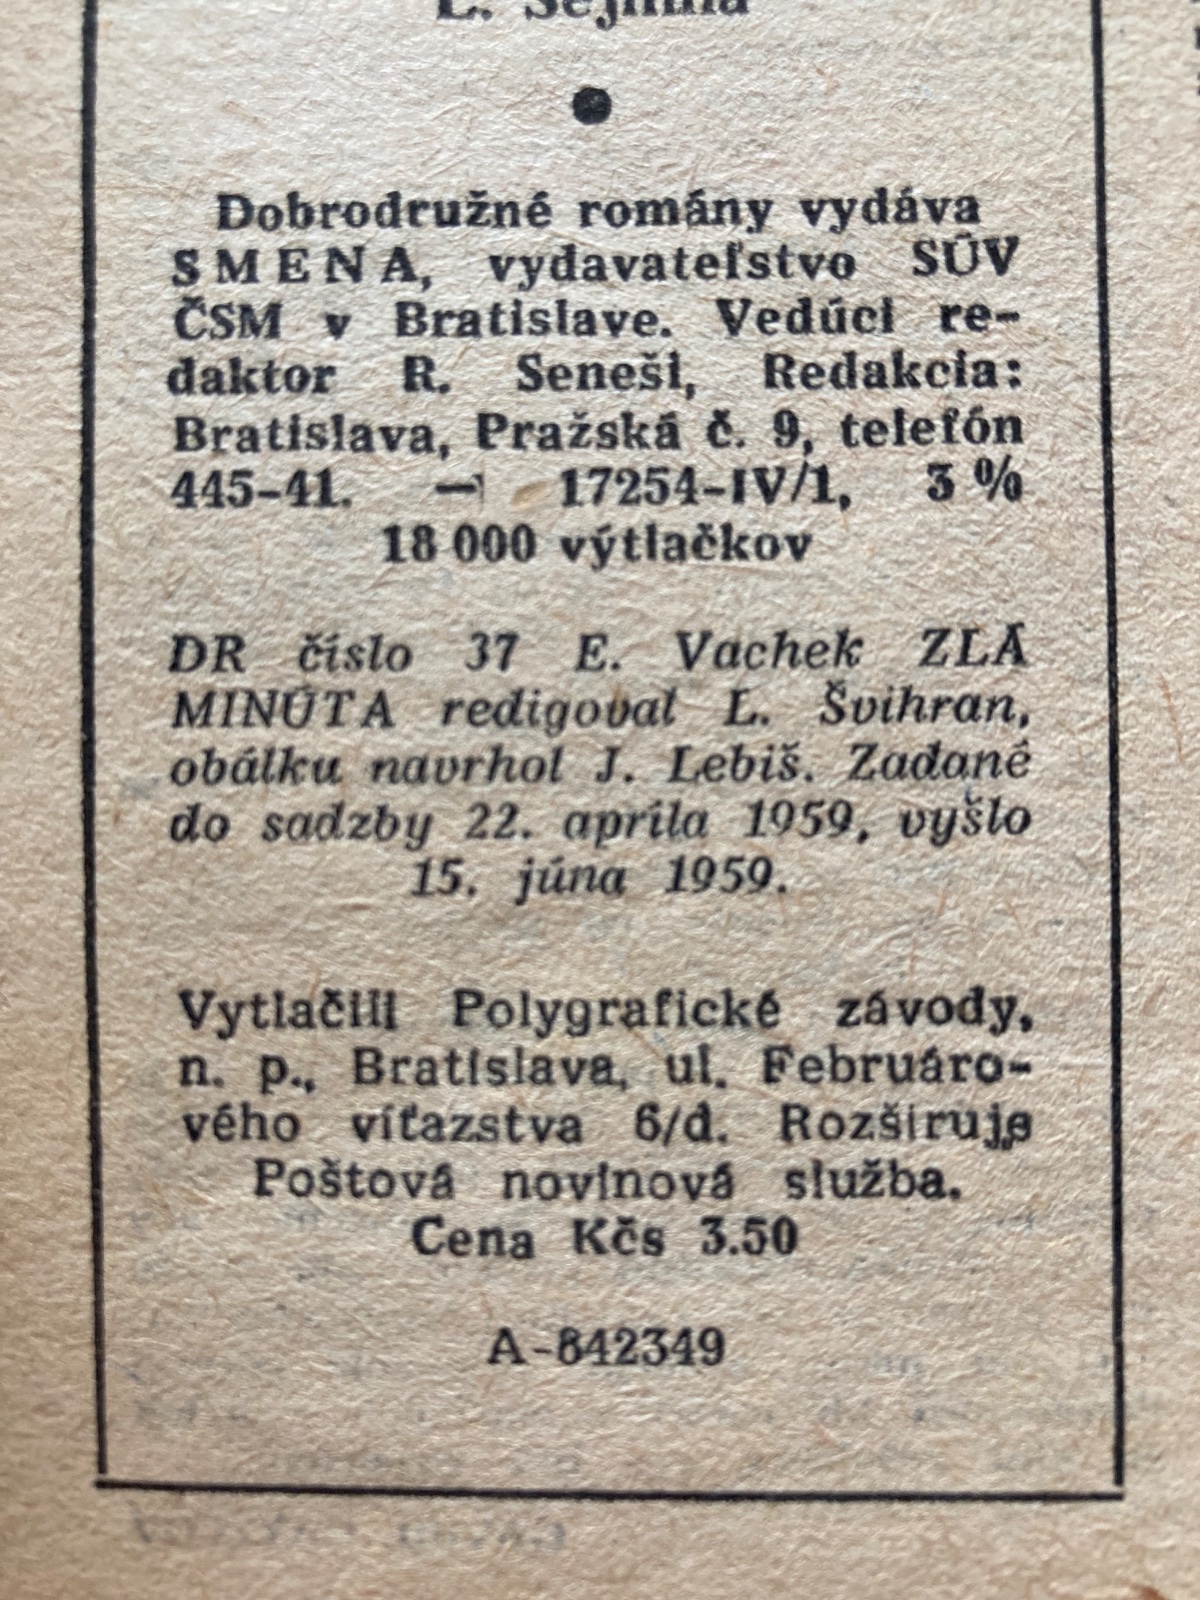 Dobrodružné romány vydáva
SMENA, vydavateľstvo SÚV
ČSM v Bratislave. Vedúci re-
daktor R. Seneši, Redakcia:
Bratislava, Pražská č. 9, telefón
445-41. — 17254-IV/1, 3 %
18 000 výtlačkov
DR číslo 37 E. Vachek ZLÁ
MINÚTA redigoval L. Švihran,
obálku navrhol J. Lebiš. Zadané
do sadzby 22. apríla 1959, vyšlo
15. júna 1959.
Vytlačili Polygrafické závody,
n. p., Bratislava, ul. Februáro-
vého víťazstva 6/d. Rozširuje
Poštová novinová služba.
Cena Kčs 3.50
A-842349